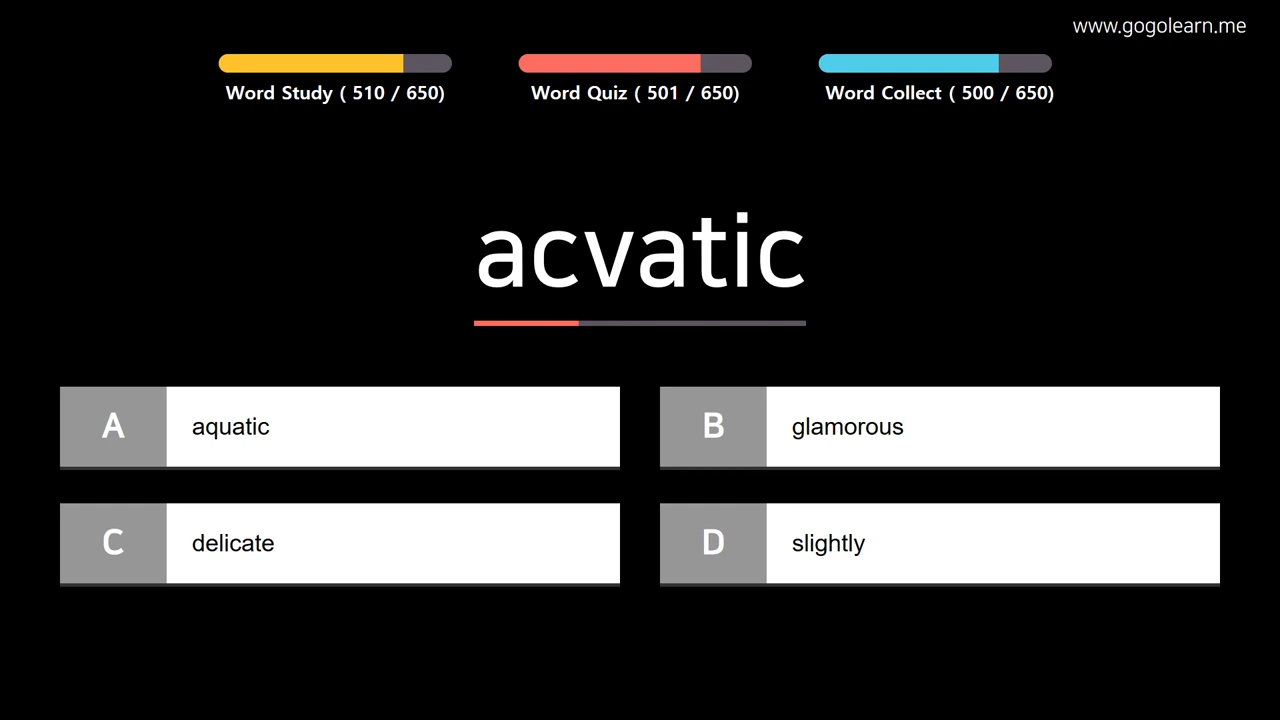 www.gogolearn.me
Word Study ( 510 / 650)
Word Quiz ( 501 / 650)
Word Collect ( 500 / 650)
acvatic
A
aquatic
B
glamorous
C
delicate
D
slightly